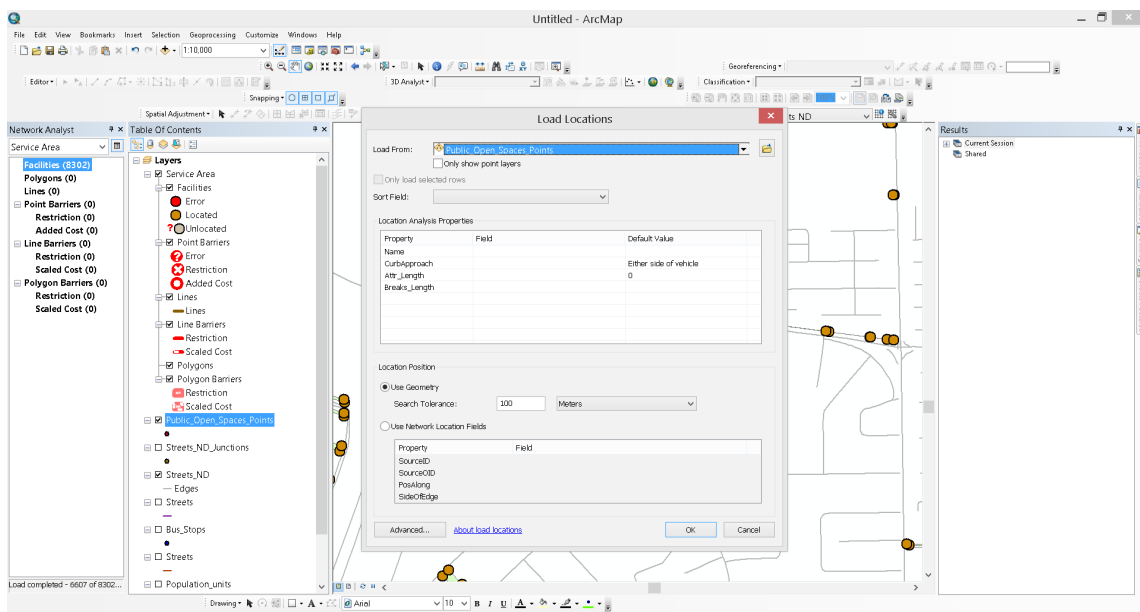 Untitled - ArcMap
File Edit View Bookmarks Insert Selection Geoprocessing Customize Windows Help
1:10,000
Georeferencing
Editor
3D Analyst
Classification
Snapping
Spatial Adjustment
ts ND
Network Analyst
Service Area
Facilities (8302)
Polygons (0)
Lines (0)
Point Barriers (0)
Restriction (0)
Added Cost (0)
Line Barriers (0)
Restriction (0)
Scaled Cost (0)
Polygon Barriers (0)
Restriction (0)
Scaled Cost (0)
Load completed - 6607 of 8302...
Table Of Contents
Layers
Service Area
Facilities
Error
Located
?
Unlocated
Point Barriers
? Error
Restriction
Added Cost
Lines
Lines
Line Barriers
Restriction
Scaled Cost
Polygons
Polygon Barriers
Restriction
Scaled Cost
Public_Open_Spaces_Points
Streets_ND_Junctions
Streets_ND
Edges
Streets
Bus_Stops
Streets
Population_units
Load Locations
Load From: Public_Open_Spaces_Points
Only show point layers
Only load selected rows
Sort Field:
Location Analysis Properties
Property Field Default Value
Name
CurbApproach Either side of vehicle
Attr_Length 0
Breaks_Length
Location Position
Use Geometry
Search Tolerance: 100 Meters
Use Network Location Fields
Property Field
SourceID
SourceOID
PosAlong
SideOfEdge
Advanced... About load locations OK Cancel
Results
Current Session
Shared
Drawing A Arial 10 B I U A